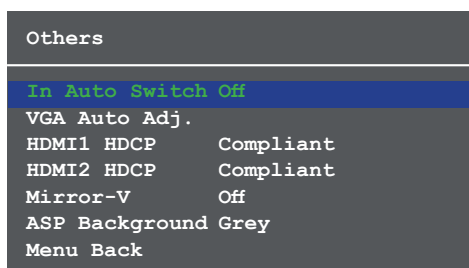 Others
In Auto Switch Off
VGA Auto Adj.
HDMI1 HDCP Compliant
HDMI2 HDCP Compliant
Mirror-V Off
ASP Background Grey
Menu Back